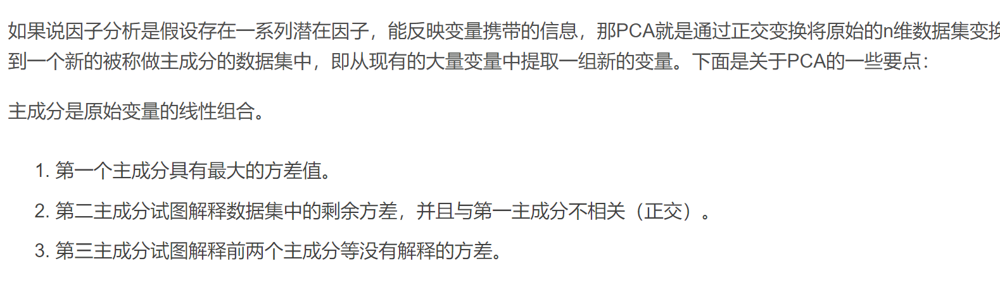 如果说因子分析是假设存在一系列潜在因子，能反映变量携带的信息，那PCA就是通过正交变换将原始的n维数据集变换
到一个新的被称做主成分的数据集中，即从现有的大量变量中提取一组新的变量。下面是关于PCA的一些要点：
主成分是原始变量的线性组合。
1. 第一个主成分具有最大的方差值。
2. 第二主成分试图解释数据集中的剩余方差，并且与第一主成分不相关（正交）。
3. 第三主成分试图解释前两个主成分等没有解释的方差。